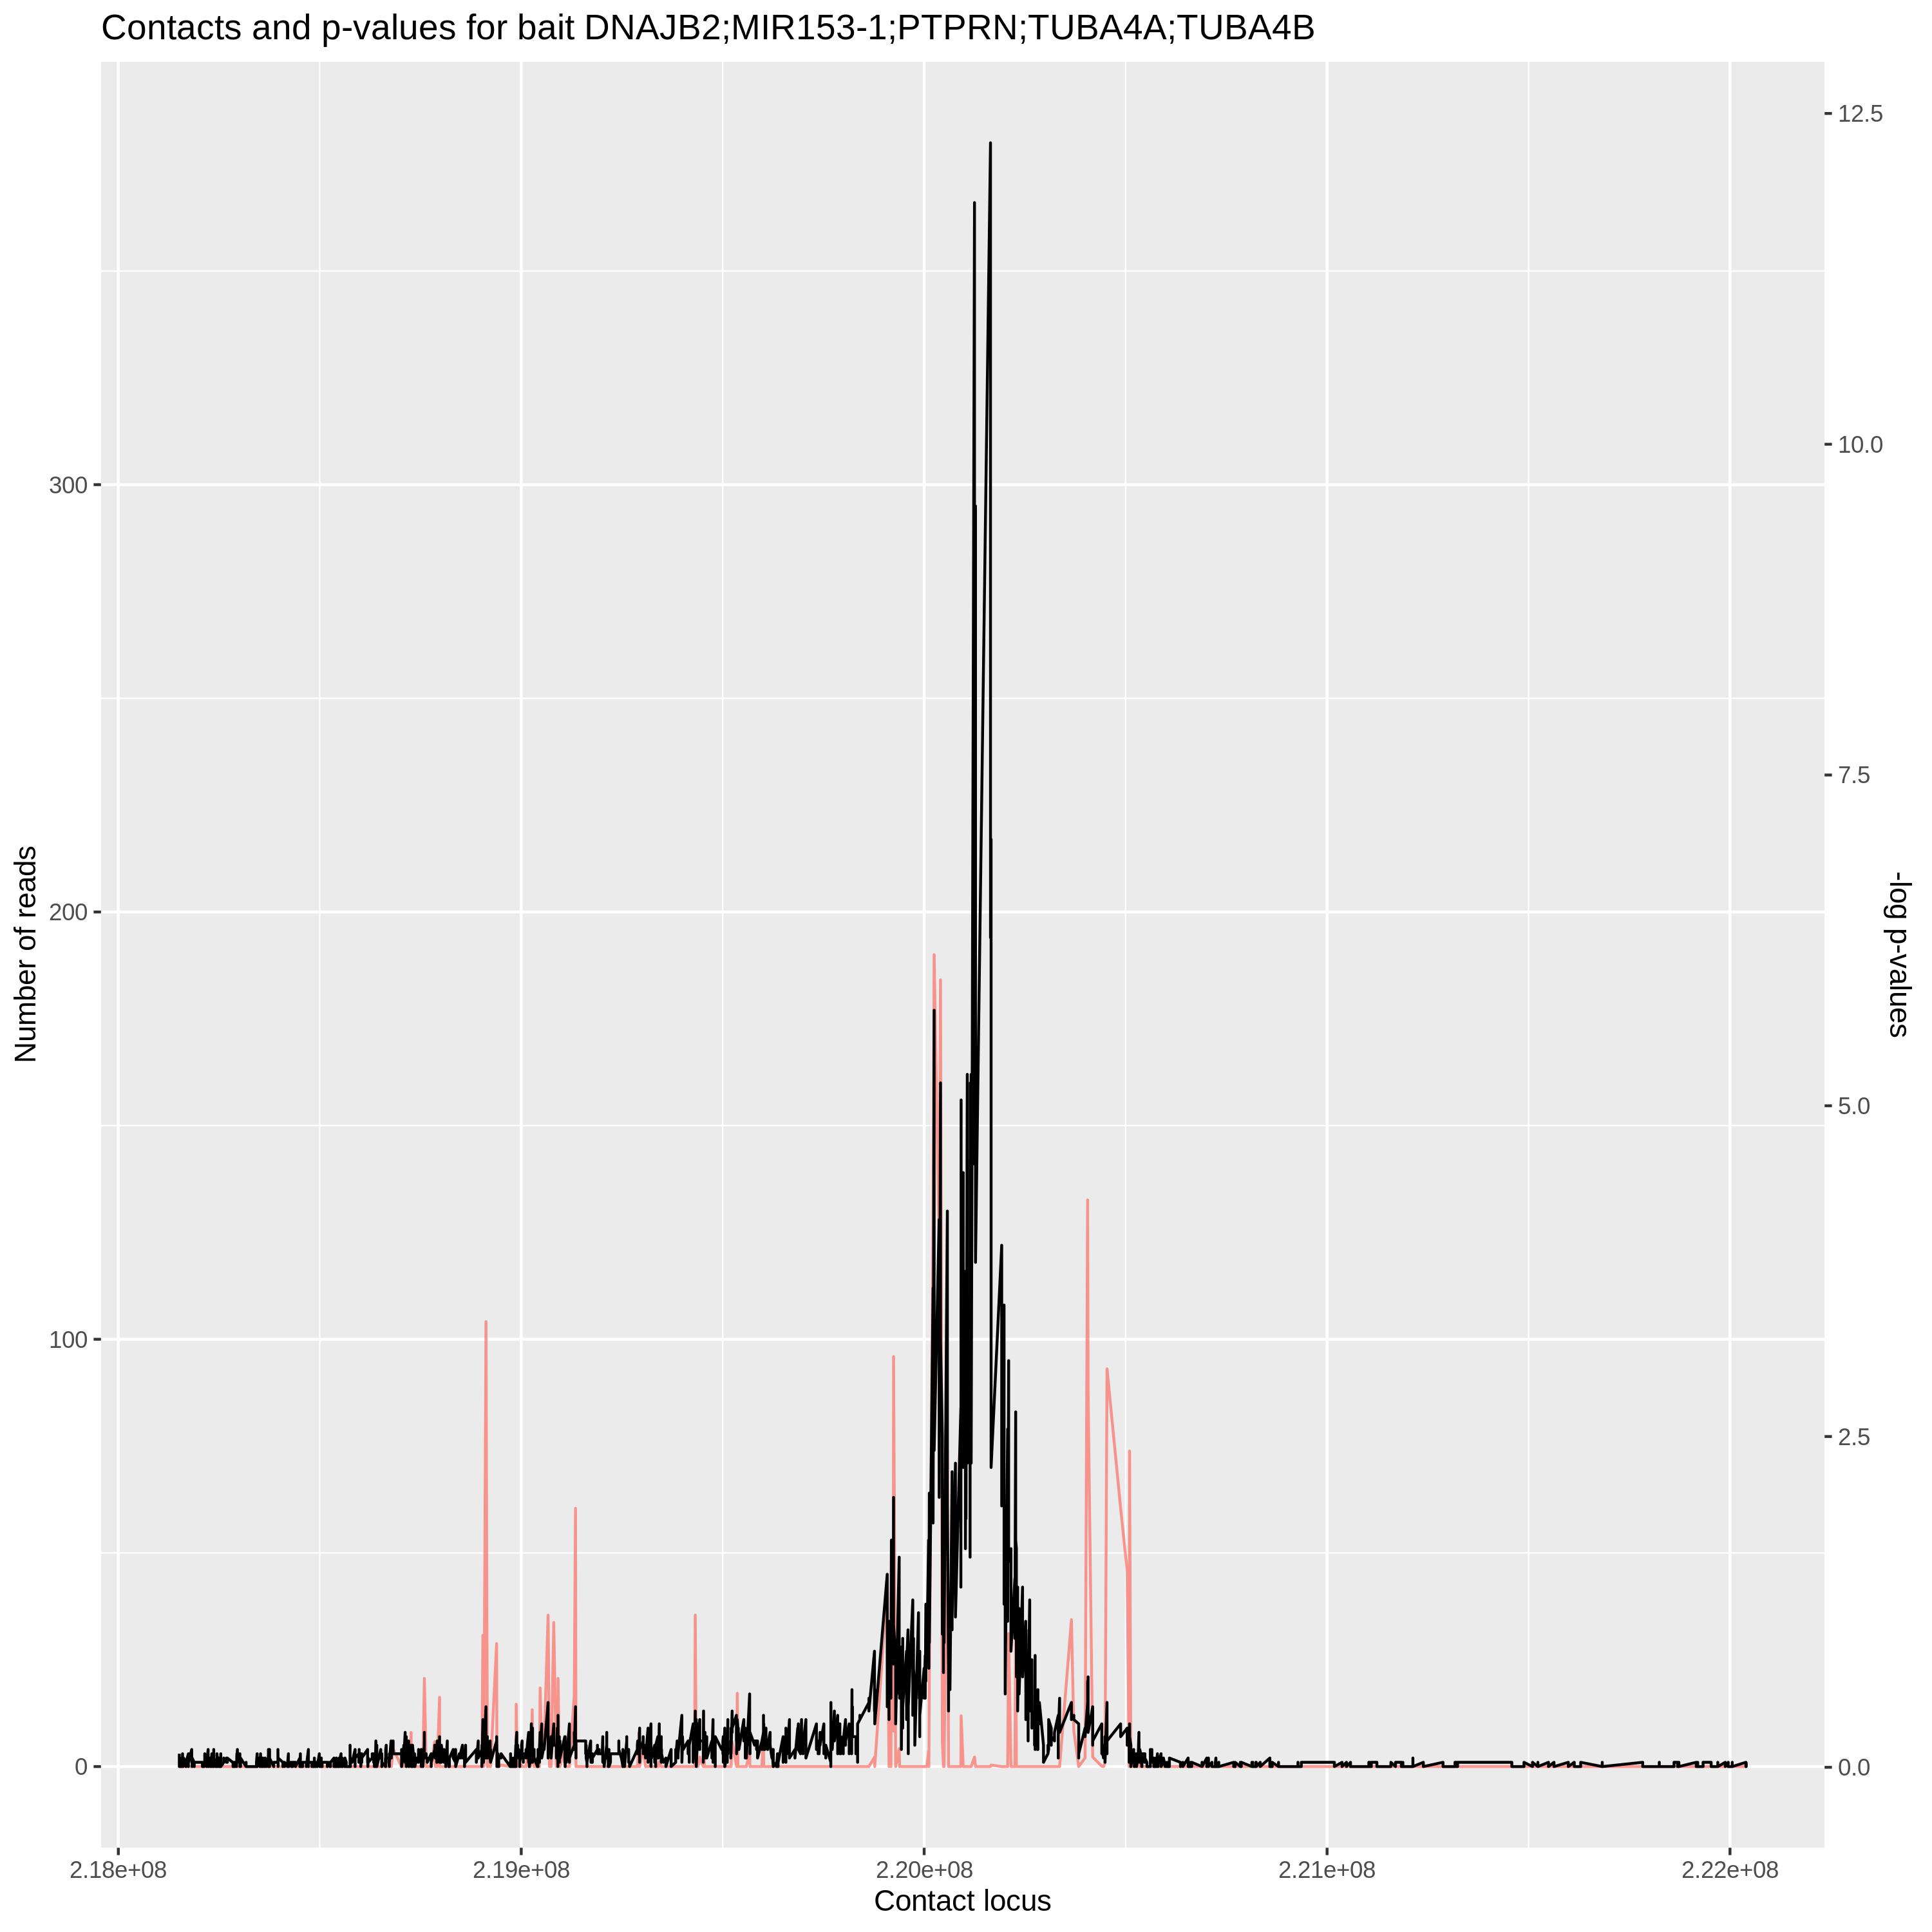 Contacts and p-values for bait DNAJB2;MIR153-1;PTPRN;TUBA4A;TUBA4B
12.5
10.0
300
7.5
Number of reads
200
-log p-values
5.0
2.5
100
0
0.0
2.18e+08
2.19e+08
2.20e+08
2.21e+08
2.22e+08
Contact locus